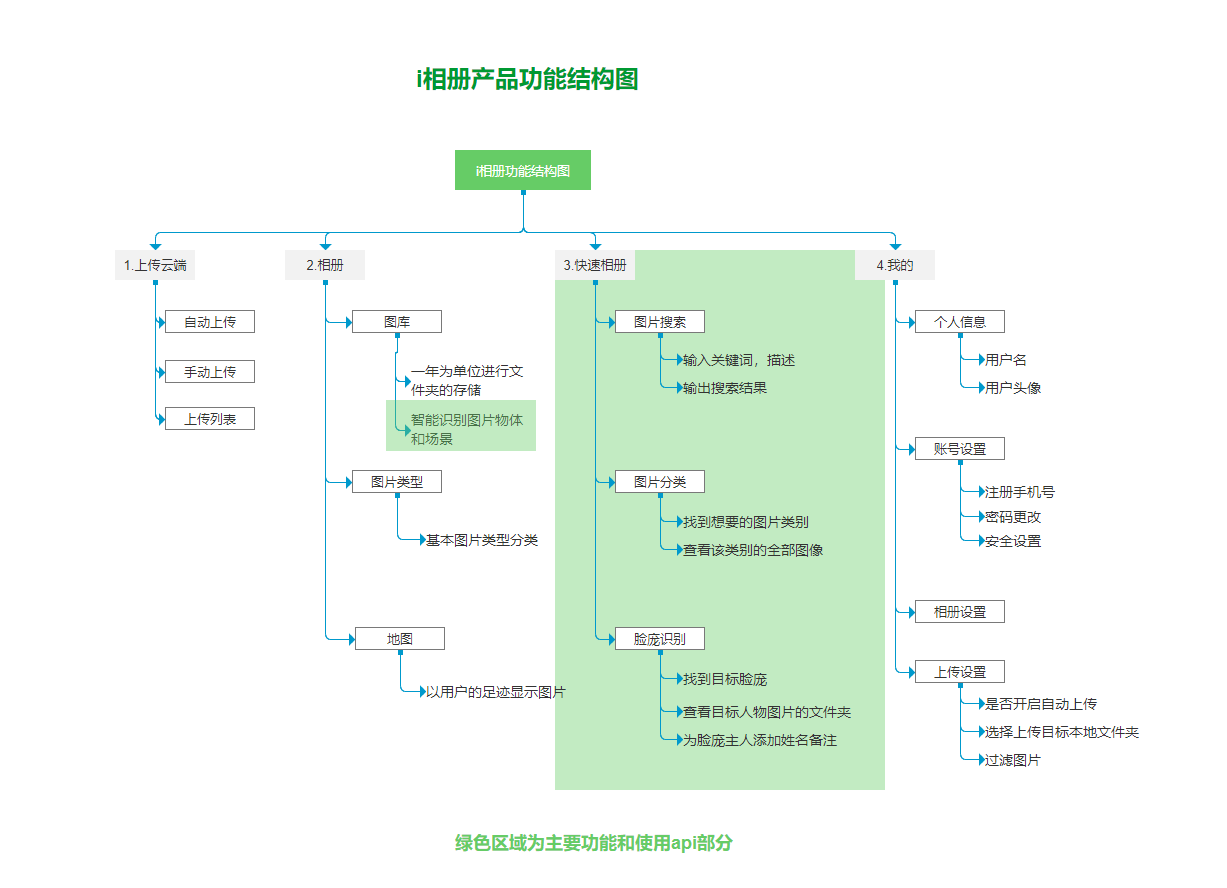 i相册产品功能结构图
i相册功能结构图
1.上传云端
自动上传
手动上传
上传列表
2.相册
图库
一年为单位进行文
件夹的存储
智能识别图片物体
和场景
图片类型
基本图片类型分类
地图
以用户的足迹显示图片
3.快速相册
图片搜索
输入关键词，描述
输出搜索结果
图片分类
找到想要的图片类别
查看该类别的全部图像
脸庞识别
找到目标脸庞
查看目标人物图片的文件夹
为脸庞主人添加姓名备注
4.我的
个人信息
用户名
用户头像
账号设置
注册手机号
密码更改
安全设置
相册设置
上传设置
是否开启自动上传
选择上传目标本地文件夹
过滤图片
绿色区域为主要功能和使用api部分